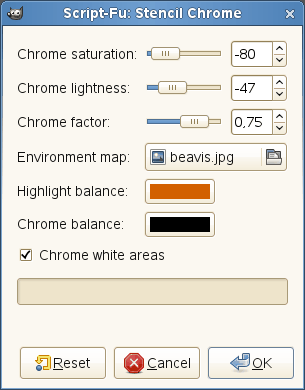 Script-Fu: Stencil Chrome
Chrome saturation: -80
Chrome lightness: -47
Chrome factor: 0,75
Environment map: beavis.jpg
Highlight balance:
Chrome balance:
Chrome white areas
Reset Cancel OK